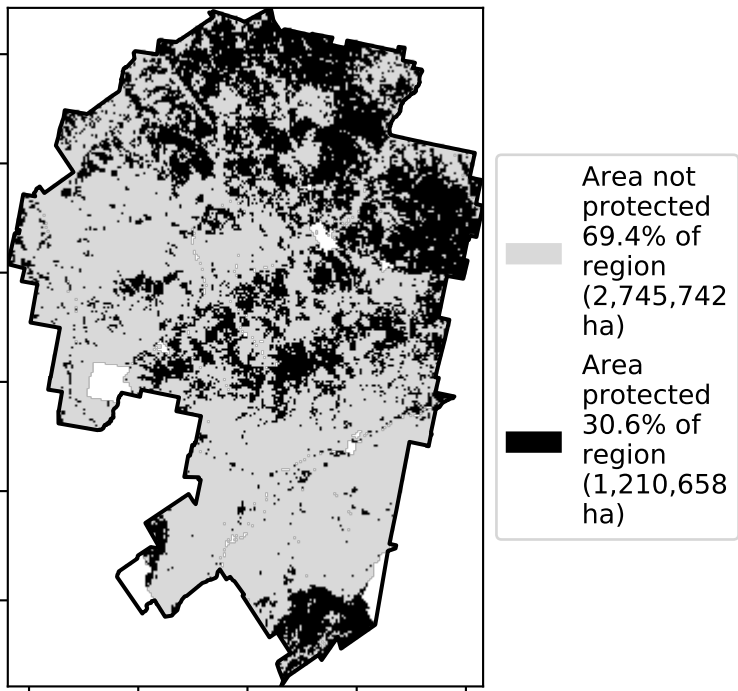 Area not
protected
69.4% of
region
(2,745,742
ha)
Area
protected
30.6% of
region
(1,210,658
ha)